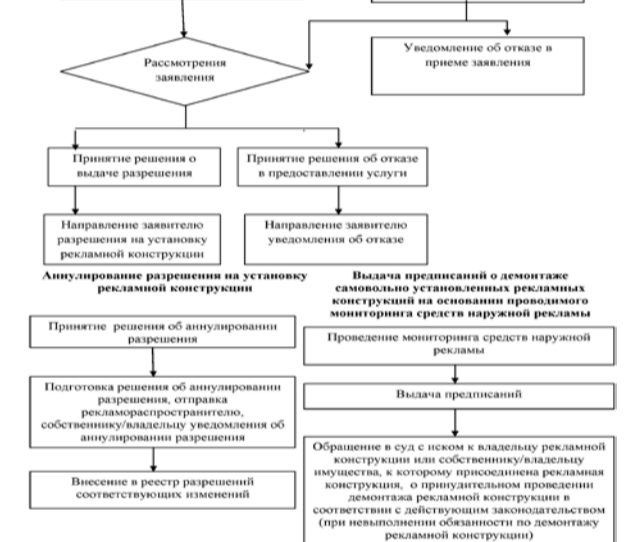 Рассмотрения
заявления
Уведомление об отказе в
приеме заявления
Принятие решения о
выдаче разрешения
Принятие решения об отказе
в предоставлении услуги
Направление заявителю
разрешения на установку
рекламной конструкции
Направление заявителю
уведомления об отказе
Аннулирование разрешения на установку
рекламной конструкции
Принятие решения об аннулировании
разрешения
Подготовка решения об аннулировании
разрешения, отправка
рекламораспространителю,
собственнику/владельцу уведомления об
аннулировании разрешения
Внесение в реестр разрешений
соответствующих изменений
Выдача предписаний о демонтаже
самовольно установленных рекламных
конструкций на основании проводимого
мониторинга средств наружной рекламы
Проведение мониторинга средств наружной
рекламы
Выдача предписаний
Обращение в суд с иском к владельцу рекламной
конструкции или собственнику/владельцу
имущества, к которому присоединена рекламная
конструкция, о принудительном проведении
демонтажа рекламной конструкции в
соответствии с действующим законодательством
(при невыполнении обязанности по демонтажу
рекламной конструкции)